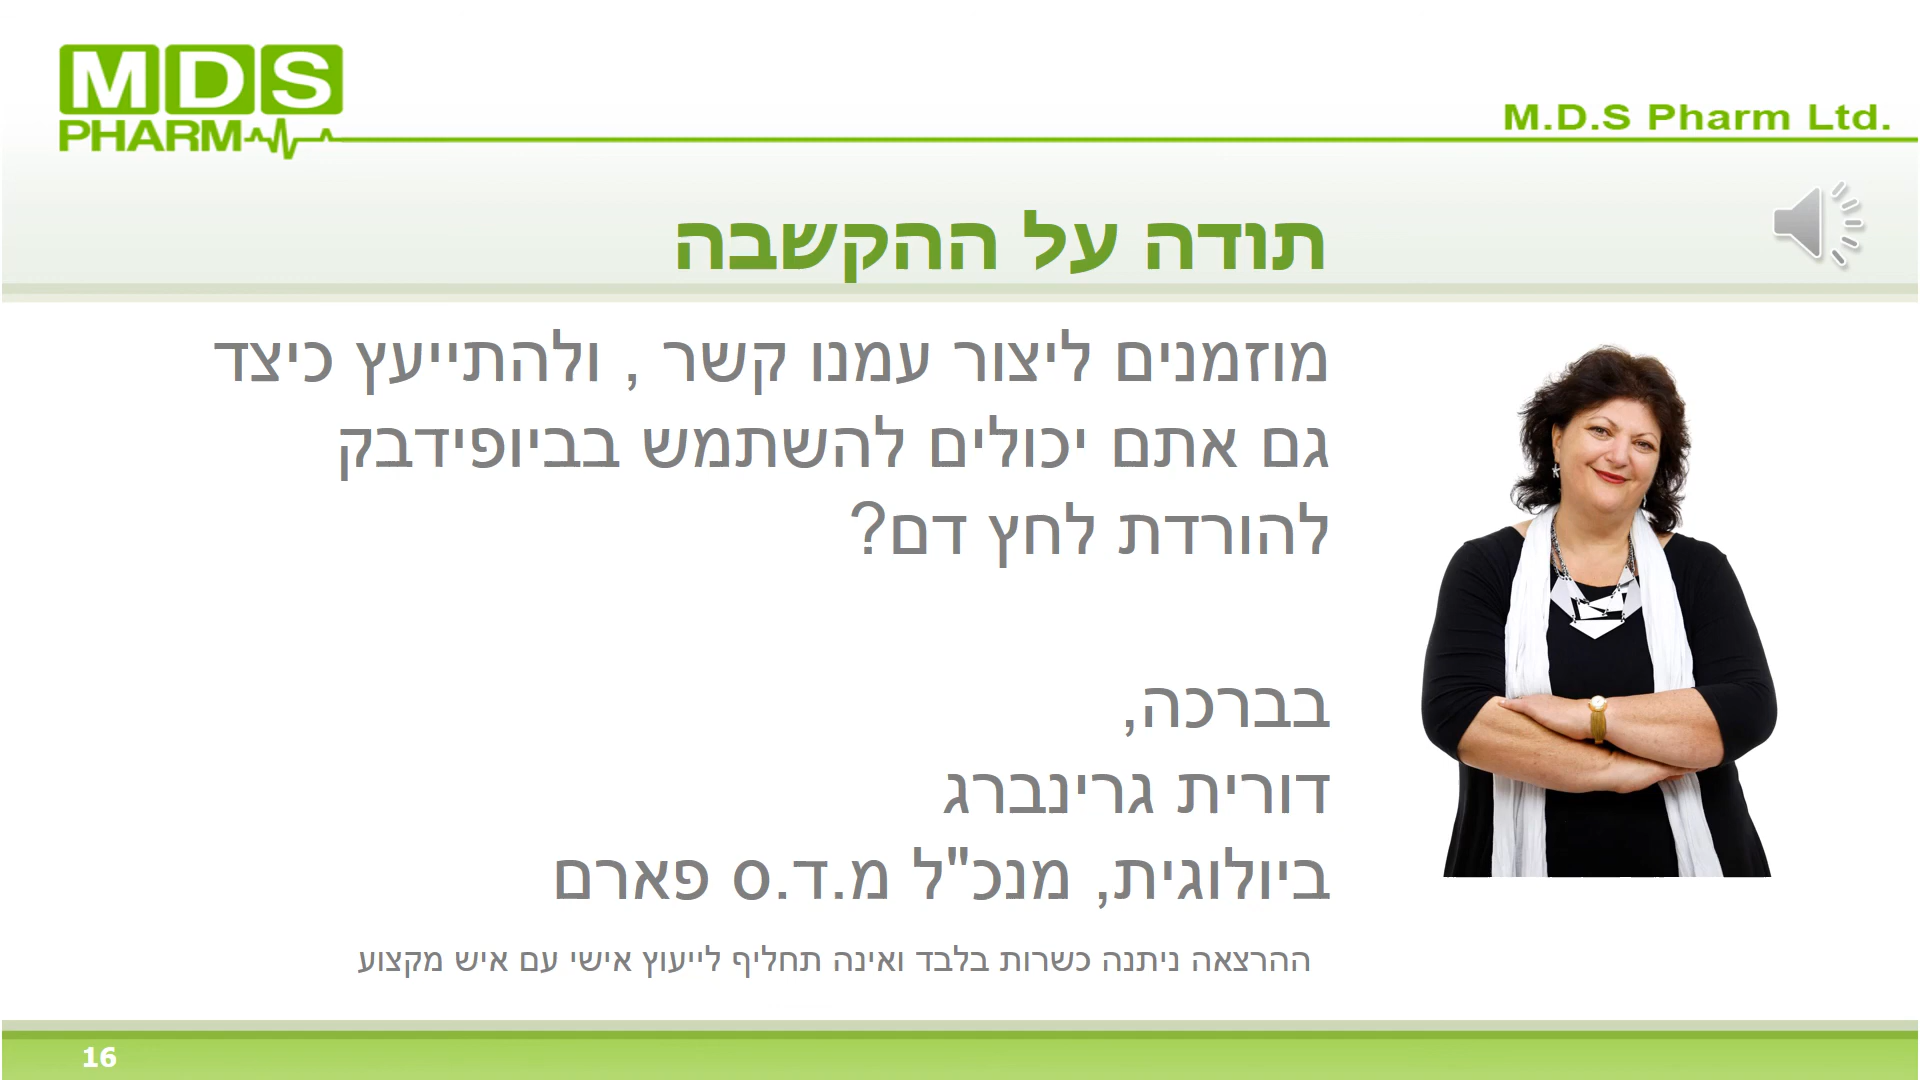 MDS
PHARM
M.D.S Pharm Ltd.
תודה על ההקשבה
מוזמנים ליצור עמנו קשר , ולהתייעץ כיצד
גם אתם יכולים להשתמש בביופידבק
להורדת לחץ דם?
בברכה,
דורית גרינברג
ביולוגית, מנכ"ל מ.ד.ס פארם
ההרצאה ניתנה כשרות בלבד ואינה תחליף לייעוץ אישי עם איש מקצוע
16